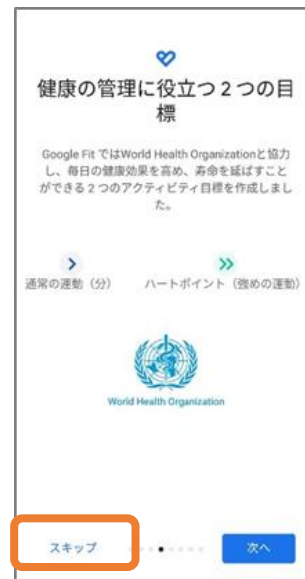 健康の管理に役立つ 2 つの目
標
Google Fit ではWorld Health Organizationと協力
し、毎日の健康効果を高め、寿命を延ばすこと
ができる 2 つのアクティビティ目標を作成しまし
た。
通常の運動（分）　ハートポイント（強めの運動）
World Health Organization
スキップ　次へ